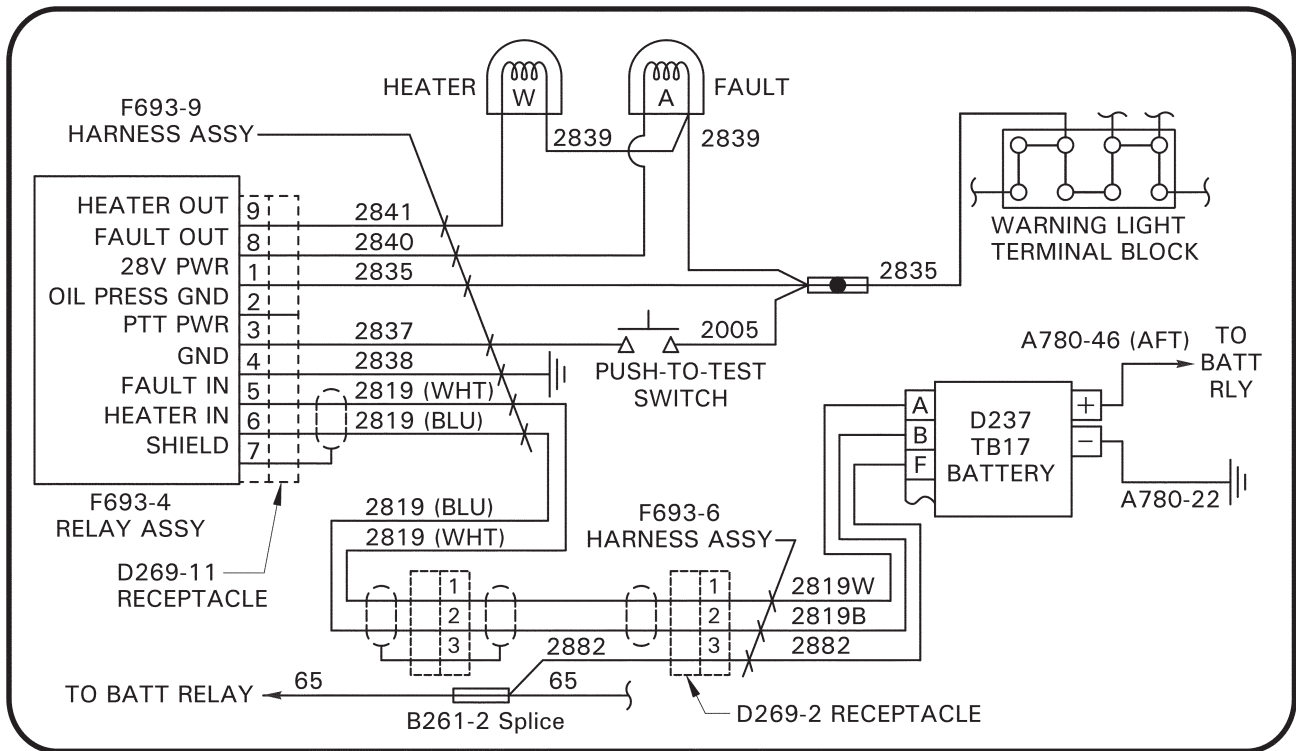 HEATER
W
A
FAULT
F693-9
HARNESS ASSY
2839
2839
WARNING LIGHT
TERMINAL BLOCK
HEATER OUT
9
2841
FAULT OUT
8
2840
28V PWR
1
2835
2835
OIL PRESS GND
2
PTT PWR
3
2837
2005
PUSH-TO-TEST
SWITCH
GND
4
2838
FAULT IN
5
2819 (WHT)
HEATER IN
6
2819 (BLU)
SHIELD
7
F693-4
RELAY ASSY
D269-11
RECEPTACLE
A780-46 (AFT)
TO
BATT
RLY
A
B
F
D237
TB17
BATTERY
+
−
A780-22
2819 (BLU)
2819 (WHT)
F693-6
HARNESS ASSY
1
2
3
1
2
3
2819W
2819B
2882
2882
TO BATT RELAY
65
65
B261-2 Splice
D269-2 RECEPTACLE